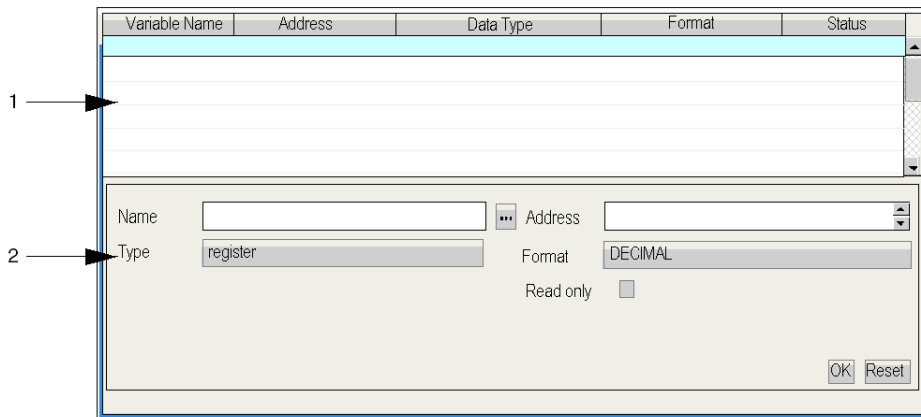 Variable Name Address Data Type Format Status
1
Name ... Address
2 Type register Format DECIMAL
Read only
OK Reset